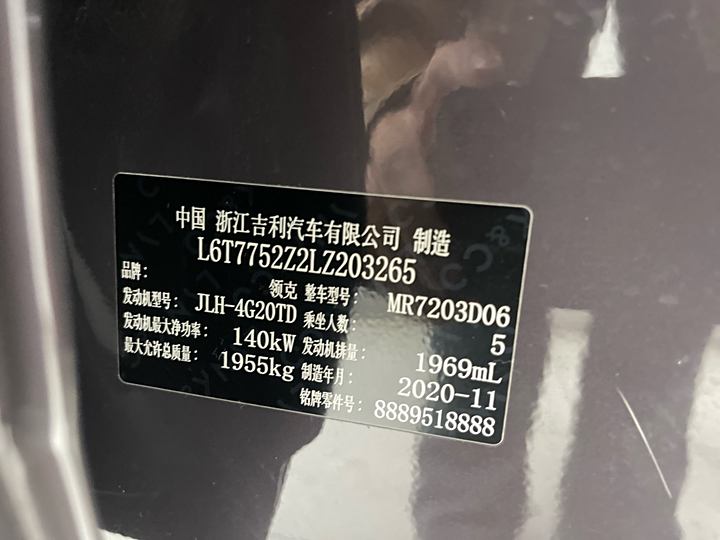 中国 浙江吉利汽车有限公司 制造
L6T7752Z2LZ203265
品牌： 领克 整车型号： MR7203D06
发动机型号： JLH-4G20TD 乘坐人数： 5
发动机最大净功率： 140kW 发动机排量： 1969mL
最大允许总质量： 1955kg 制造年月： 2020-11
铭牌零件号： 8889518888